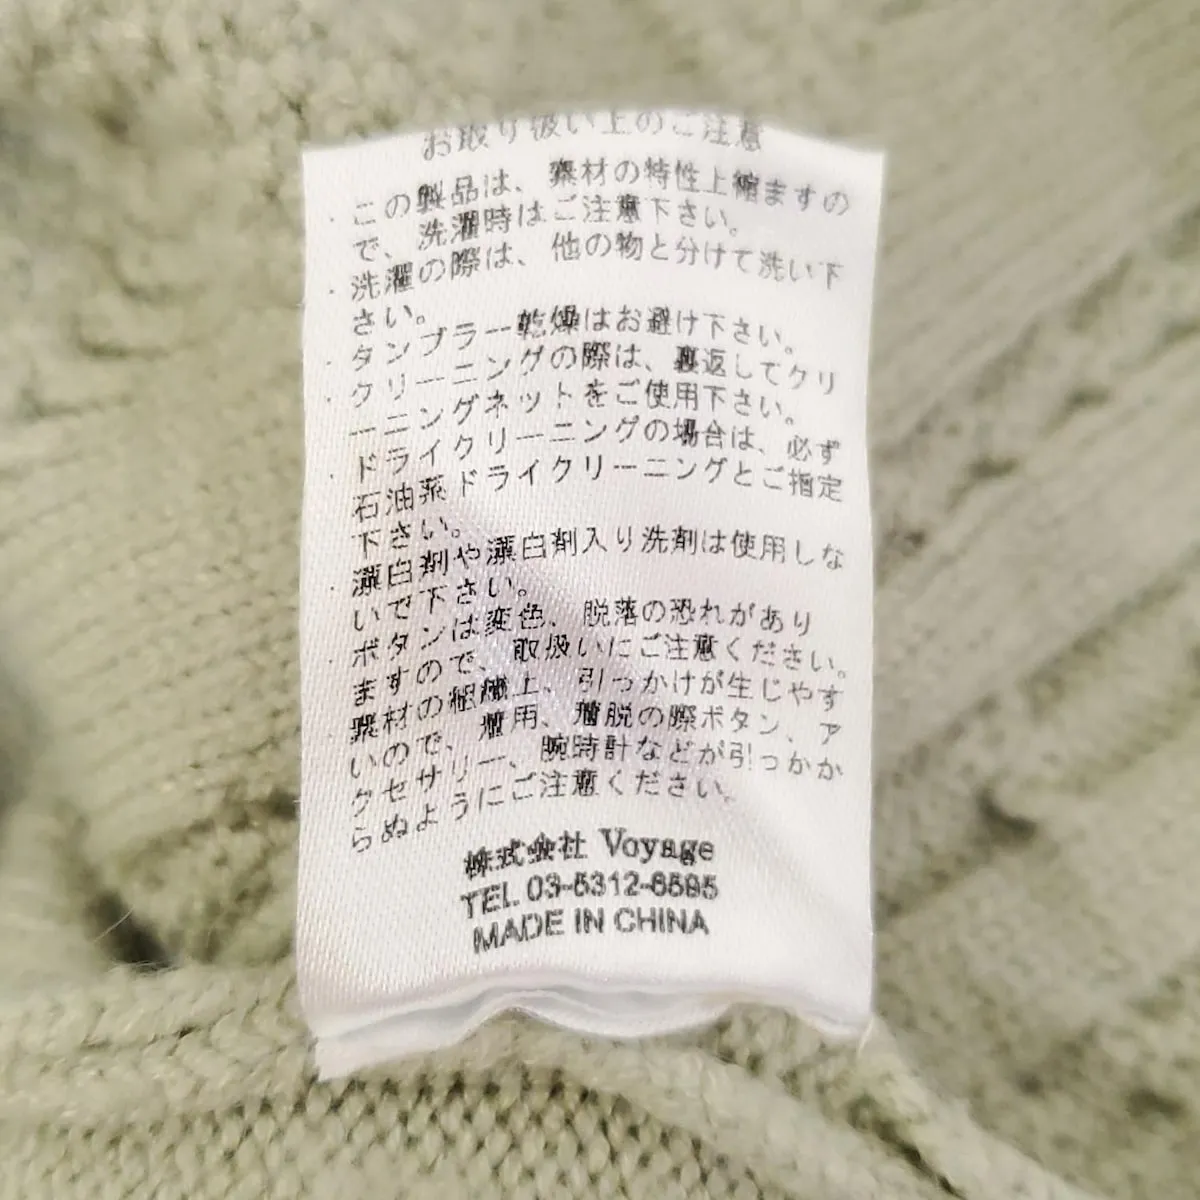 お取り扱い上のご注意
・この製品は、素材の特性上縮ますの
で、洗濯時はご注意下さい。
・洗濯の際は、他の物と分けて洗い下
さい。
・タンブラー乾燥はお避け下さい。
・クリーニングの際は、裏返してクリ
ーニングネットをご使用下さい。
・ドライクリーニングの場合は、必ず
石油系ドライクリーニングとご指定
下さい。
・漂白剤や漂白剤入り洗剤は使用しな
いで下さい。
・ボタンは変色、脱落の恐れがあり
ますので、取扱いにご注意ください。
・素材の組織上、引っかけが生じやす
いので、着用、着脱の際ボタン、ア
クセサリー、腕時計などが引っかか
らぬようにご注意ください。
株式会社 Voyage
TEL 03-5312-6595
MADE IN CHINA